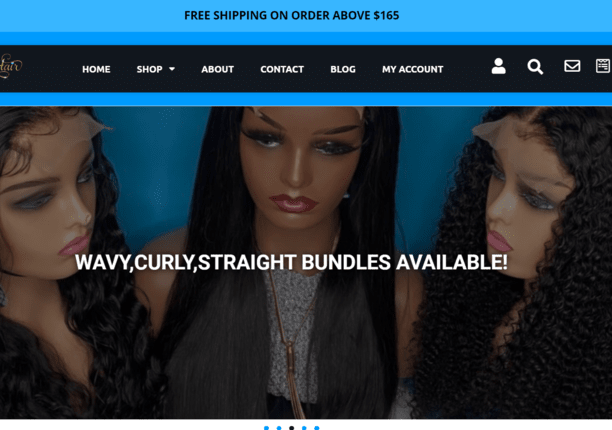 FREE SHIPPING ON ORDER ABOVE $165
HOME SHOP ABOUT CONTACT BLOG MY ACCOUNT
WAVY,CURLY,STRAIGHT BUNDLES AVAILABLE!